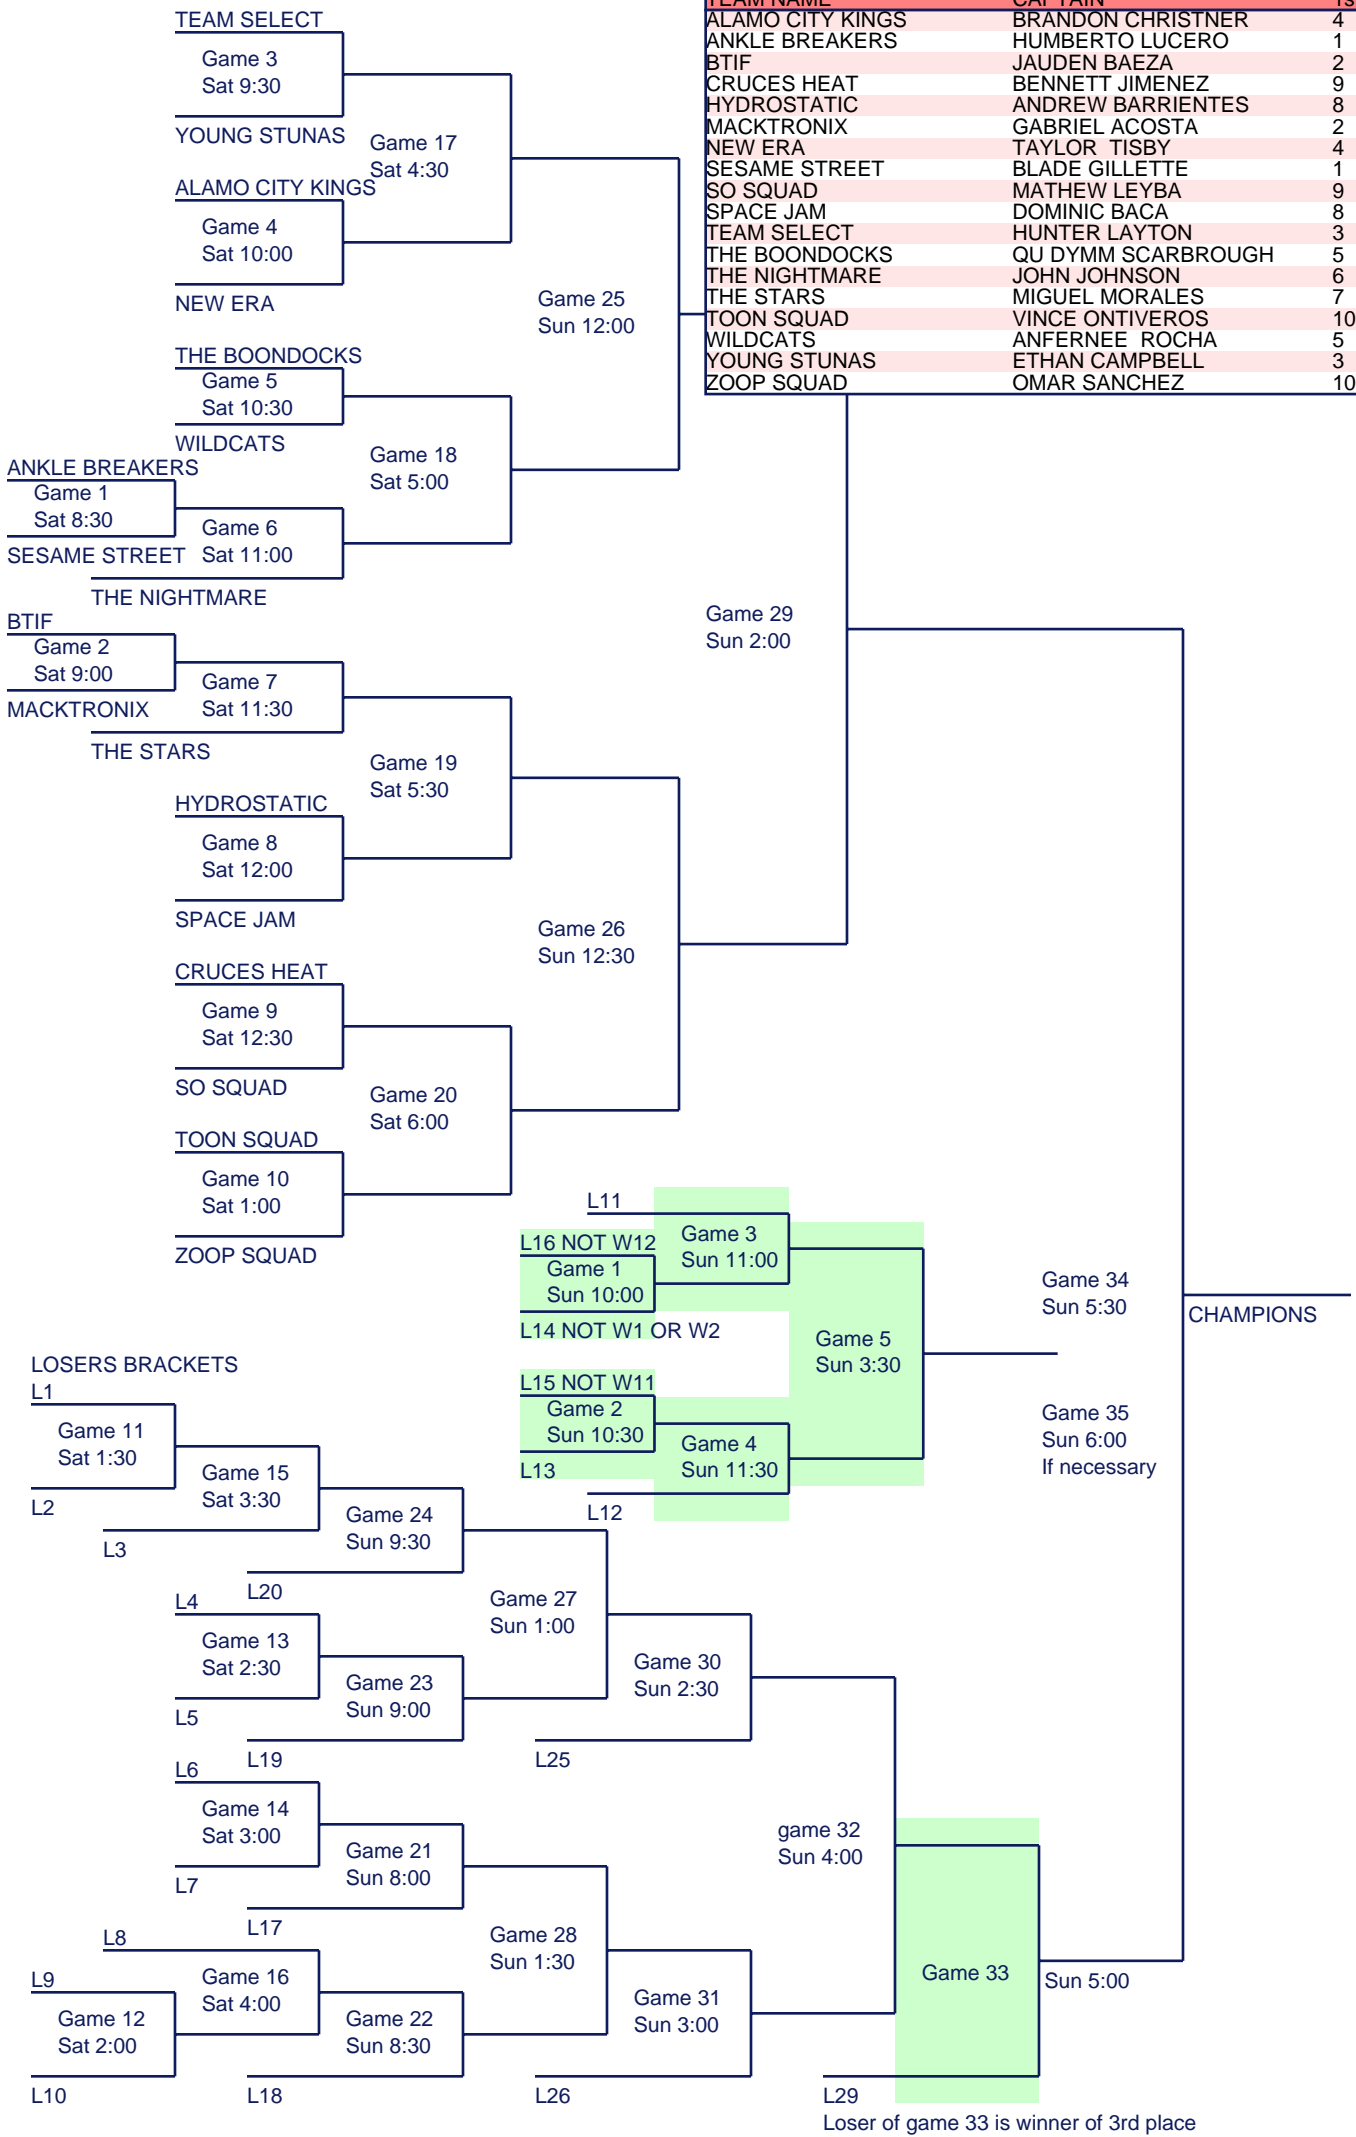 TEAM NAME CAPTAIN
ALAMO CITY KINGS BRANDON CHRISTNER 4
ANKLE BREAKERS HUMBERTO LUCERO 1
BTIF JAUDEN BAEZA 2
CRUCES HEAT BENNETT JIMENEZ 9
HYDROSTATIC ANDREW BARRIENTES 8
MACKTRONIX GABRIEL ACOSTA 2
NEW ERA TAYLOR TISBY 4
SESAME STREET BLADE GILLETTE 1
SO SQUAD MATHEW LEYBA 9
SPACE JAM DOMINIC BACA 8
TEAM SELECT HUNTER LAYTON 3
THE BOONDOCKS QU DYMM SCARBROUGH 5
THE NIGHTMARE JOHN JOHNSON 6
THE STARS MIGUEL MORALES 7
TOON SQUAD VINCE ONTIVEROS 10
WILDCATS ANFERNEE ROCHA 5
YOUNG STUNAS ETHAN CAMPBELL 3
ZOOP SQUAD OMAR SANCHEZ 10
TEAM SELECT
Game 3
Sat 9:30
YOUNG STUNAS
Game 17
Sat 4:30
ALAMO CITY KINGS
Game 4
Sat 10:00
NEW ERA
Game 25
Sun 12:00
THE BOONDOCKS
Game 5
Sat 10:30
WILDCATS
Game 18
Sat 5:00
ANKLE BREAKERS
Game 1
Sat 8:30
SESAME STREET
Game 6
Sat 11:00
THE NIGHTMARE
Game 29
Sun 2:00
BTIF
Game 2
Sat 9:00
MACKTRONIX
Game 7
Sat 11:30
THE STARS
Game 19
Sat 5:30
HYDROSTATIC
Game 8
Sat 12:00
SPACE JAM
Game 26
Sun 12:30
CRUCES HEAT
Game 9
Sat 12:30
SO SQUAD
Game 20
Sat 6:00
TOON SQUAD
Game 10
Sat 1:00
ZOOP SQUAD
L11
Game 3
Sun 11:00
L16 NOT W12
Game 1
Sun 10:00
L14 NOT W1 OR W2
Game 5
Sun 3:30
L15 NOT W11
Game 2
Sun 10:30
L13
Game 4
Sun 11:30
L12
Game 34
Sun 5:30
CHAMPIONS
Game 35
Sun 6:00
If necessary
LOSERS BRACKETS
L1
Game 11
Sat 1:30
L2
Game 15
Sat 3:30
L3
Game 24
Sun 9:30
L20
L4
Game 13
Sat 2:30
L5
Game 23
Sun 9:00
L19
Game 27
Sun 1:00
Game 30
Sun 2:30
L25
L6
Game 14
Sat 3:00
L7
Game 21
Sun 8:00
L17
L8
Game 16
Sat 4:00
L9
Game 12
Sat 2:00
L10
Game 22
Sun 8:30
L18
Game 28
Sun 1:30
Game 31
Sun 3:00
L26
game 32
Sun 4:00
Game 33
Sun 5:00
L29
Loser of game 33 is winner of 3rd place